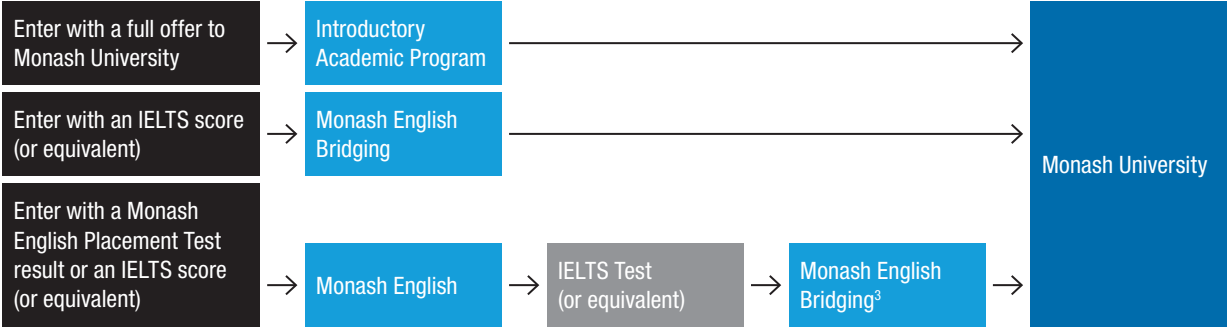 Enter with a full offer to
Monash University
Introductory
Academic Program
Enter with an IELTS score
(or equivalent)
Monash English
Bridging
Monash University
Enter with a Monash
English Placement Test
result or an IELTS score
(or equivalent)
Monash English
IELTS Test
(or equivalent)
Monash English
Bridging³